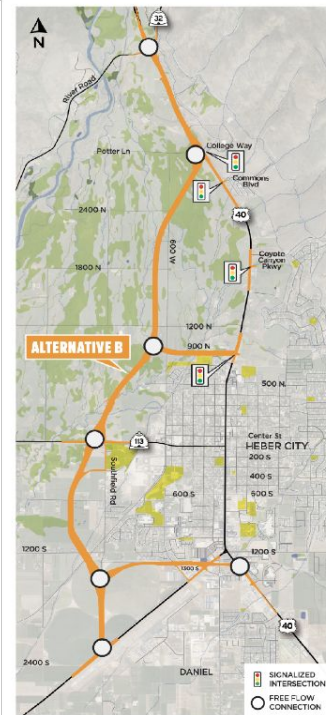 N
32
River Road
Potter Ln
College Way
Commons
Blvd
2400 N
40
600 W
1800 N
Coyote
Canyon
Pkwy
1200 N
900 N
ALTERNATIVE B
500 N
113
Center St
HEBER CITY
200 S
400 S
600 S
600 S
Southfield Rd
1200 S
1200 S
1300 S
40
2400 S
DANIEL
SIGNALIZED
INTERSECTION
FREE FLOW
CONNECTION